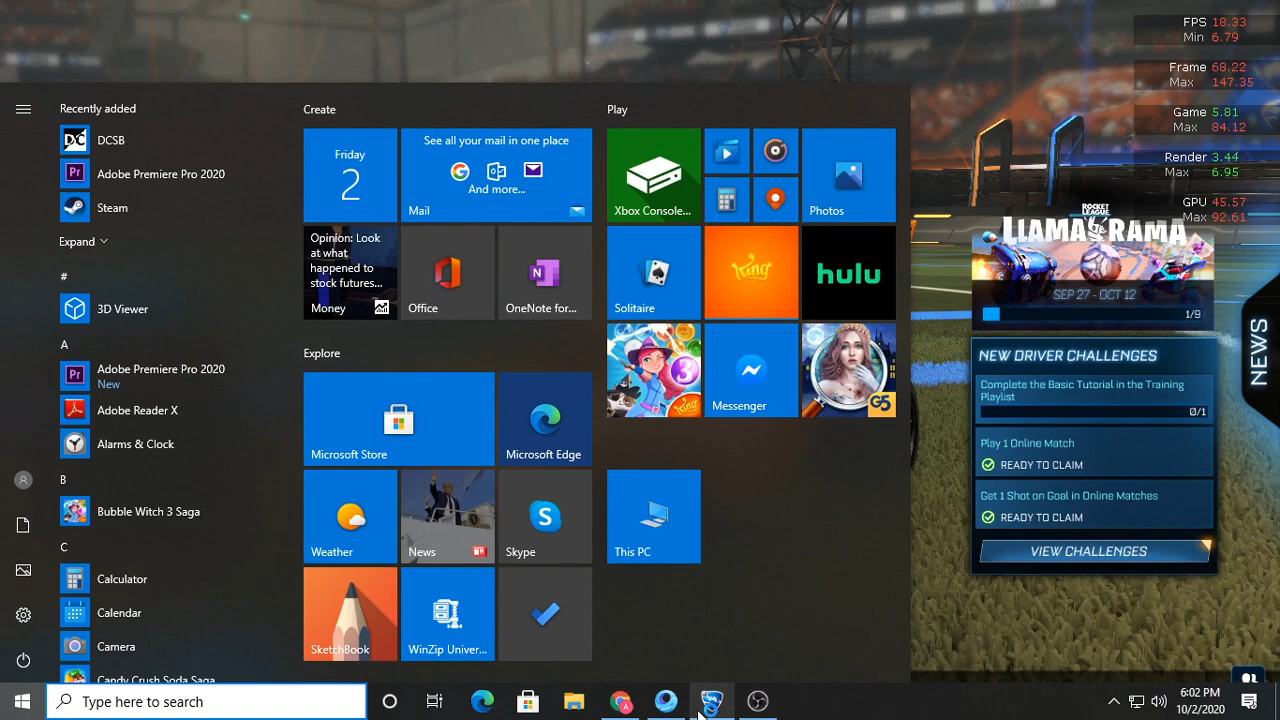 Recently added
DCSB
Adobe Premiere Pro 2020
Steam
Expand
#
3D Viewer
A
Adobe Premiere Pro 2020
New
Adobe Reader X
Alarms & Clock
B
Bubble Witch 3 Saga
C
Calculator
Calendar
Camera
Candy Crush Soda Saga
Create
Friday
2
See all your mail in one place
And more...
Mail
Opinion: Look
at what
happened to
stock futures...
Money
Office
OneNote for...
Explore
Microsoft Store
Microsoft Edge
Weather
News
Skype
SketchBook
WinZip Univer...
Play
Xbox Console...
Photos
Solitaire
King
hulu
3
King
Messenger
G5
This PC
FPS 18.33
Min 6.79
Frame 68.22
Max 147.35
Game 5.81
Max 84.12
Render 3.44
Max 6.95
GPU 45.57
Max 92.61
ROCKET
LEAGUE
LLAMA RAMA
SEP 27 - OCT 12
1/9
NEWS
NEW DRIVER CHALLENGES
Complete the Basic Tutorial in the Training
Playlist
0/1
Play 1 Online Match
READY TO CLAIM
Get 1 Shot on Goal in Online Matches
READY TO CLAIM
VIEW CHALLENGES
Type here to search
6:02 PM
10/2/2020